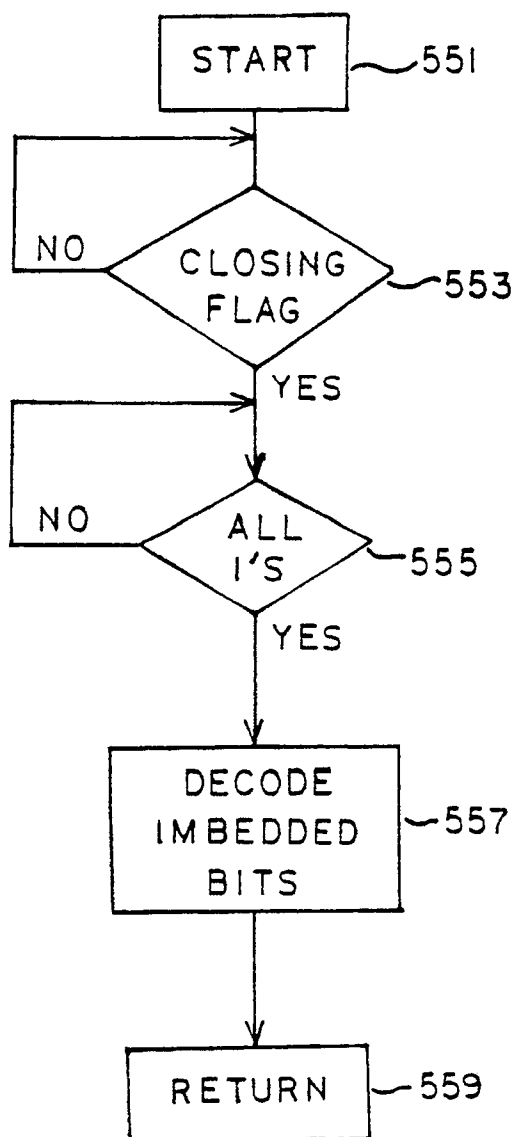 START
551
NO
CLOSING
FLAG
553
YES
NO
ALL
1'S
555
YES
DECODE
IMBEDDED
BITS
557
RETURN
559